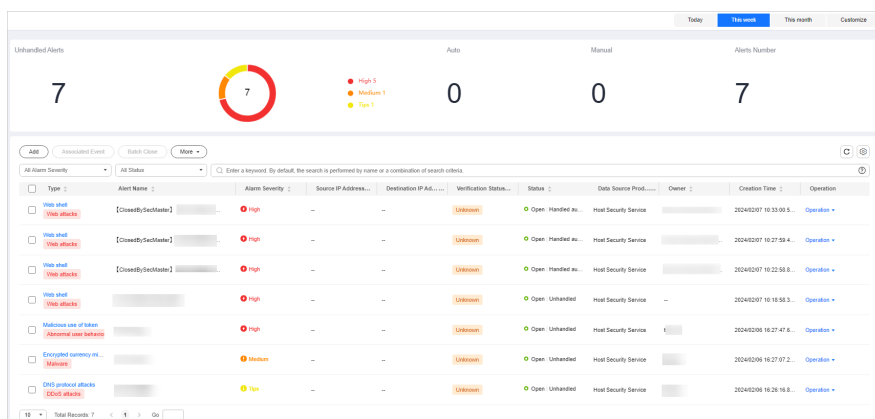 Today This week This month Customize
Unhandled Alerts Auto Manual Alerts Number
7 7 High 5 0 0 7
Medium 1
Tips 1
Add Associated Event Batch Close More
All Alarm Severity All Status Enter a keyword. By default, the search is performed by name or a combination of search criteria.
Type Alert Name Alarm Severity Source IP Address... Destination IP Ad... ... Verification Status... Status Data Source Prod... ... Owner Creation Time Operation
Web shell
Web attacks 【ClosedBySecMaster】 ... High -- -- Unknown Open Handled au... Host Security Service 2024/02/07 10:33:00.5... Operation
Web shell
Web attacks 【ClosedBySecMaster】 ... High -- -- Unknown Open Handled au... Host Security Service 2024/02/07 10:27:59.4... Operation
Web shell
Web attacks 【ClosedBySecMaster】 ... High -- -- Unknown Open Handled au... Host Security Service 2024/02/07 10:22:58.8... Operation
Web shell
Web attacks High -- -- Unknown Open Unhandled Host Security Service -- 2024/02/07 10:18:58.3... Operation
Malicious use of token
Abnormal user behavio High -- -- Unknown Open Unhandled Host Security Service 2024/02/06 16:27:47.6... Operation
Encrypted currency mi...
Malware Medium -- -- Unknown Open Unhandled Host Security Service 2024/02/06 16:27:07.2... Operation
DNS protocol attacks
DDoS attacks Tips -- -- Unknown Open Unhandled Host Security Service 2024/02/06 16:26:16.8... Operation
10 Total Records: 7 < 1 > Go